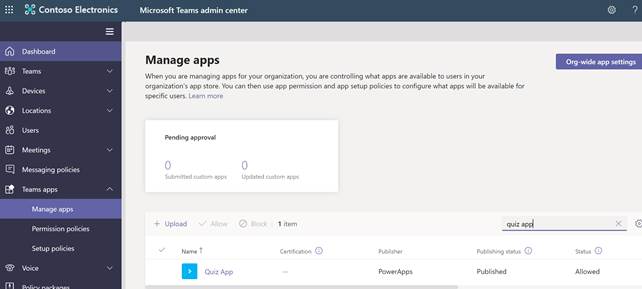 Contoso Electronics
Microsoft Teams admin center
?
Dashboard
Teams
Devices
Locations
Users
Meetings
Messaging policies
Teams apps
Manage apps
Permission policies
Setup policies
Voice
Policy packages
Manage apps
Org-wide app settings
When you are managing apps for your organization, you are controlling what apps are available to users in your
organization's app store. You can then use app permission and app setup policies to configure what apps will be available for
specific users. Learn more
Pending approval
0 0
Submitted custom apps Updated custom apps
+ Upload Allow Block 1 item quiz app
Name ↑ Certification Publisher Publishing status Status
Quiz App -- PowerApps Published Allowed